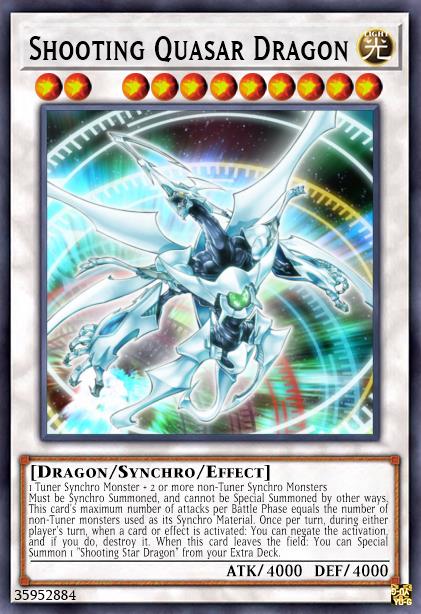 SHOOTING QUASAR DRAGON
LIGHT
光
[DRAGON/SYNCHRO/EFFECT]
1 Tuner Synchro Monster + 2 or more non-Tuner Synchro Monsters
Must be Synchro Summoned, and cannot be Special Summoned by other ways.
This card's maximum number of attacks per Battle Phase equals the number of
non-Tuner monsters used as its Synchro Material. Once per turn, during either
player's turn, when a card or effect is activated: You can negate the activation,
and if you do, destroy it. When this card leaves the field: You can Special
Summon 1 "Shooting Star Dragon" from your Extra Deck.
ATK/4000 DEF/4000
35952884